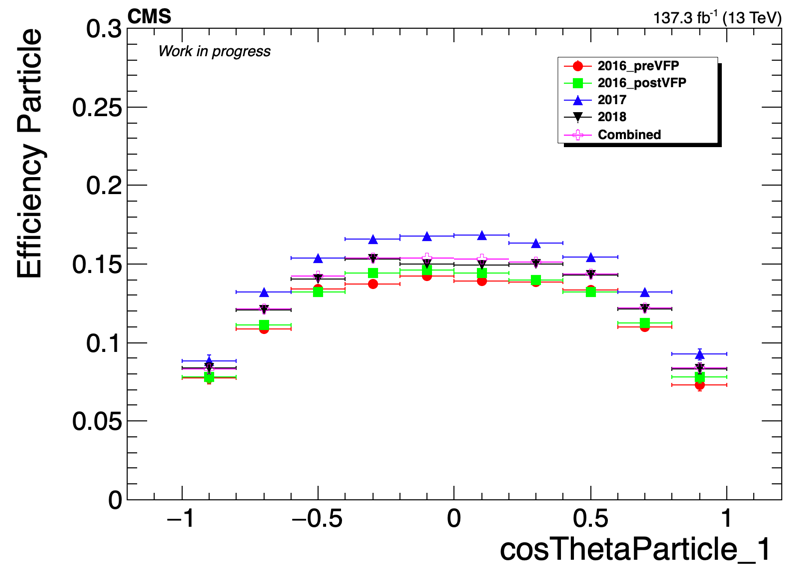 CMS
137.3 fb⁻¹ (13 TeV)
Work in progress
2016_preVFP
2016_postVFP
2017
2018
Combined
Efficiency Particle
0.3
0.25
0.2
0.15
0.1
0.05
0
−1
−0.5
0
0.5
1
cosThetaParticle_1